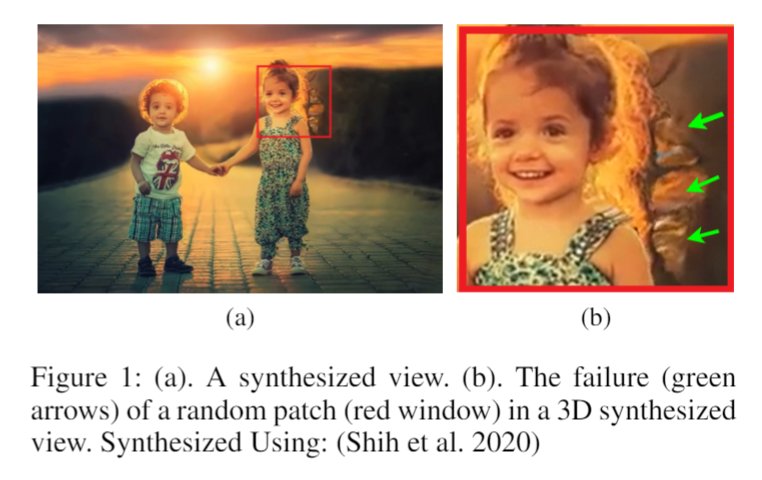 (a)
(b)
Figure 1: (a). A synthesized view. (b). The failure (green
arrows) of a random patch (red window) in a 3D synthesized
view. Synthesized Using: (Shih et al. 2020)